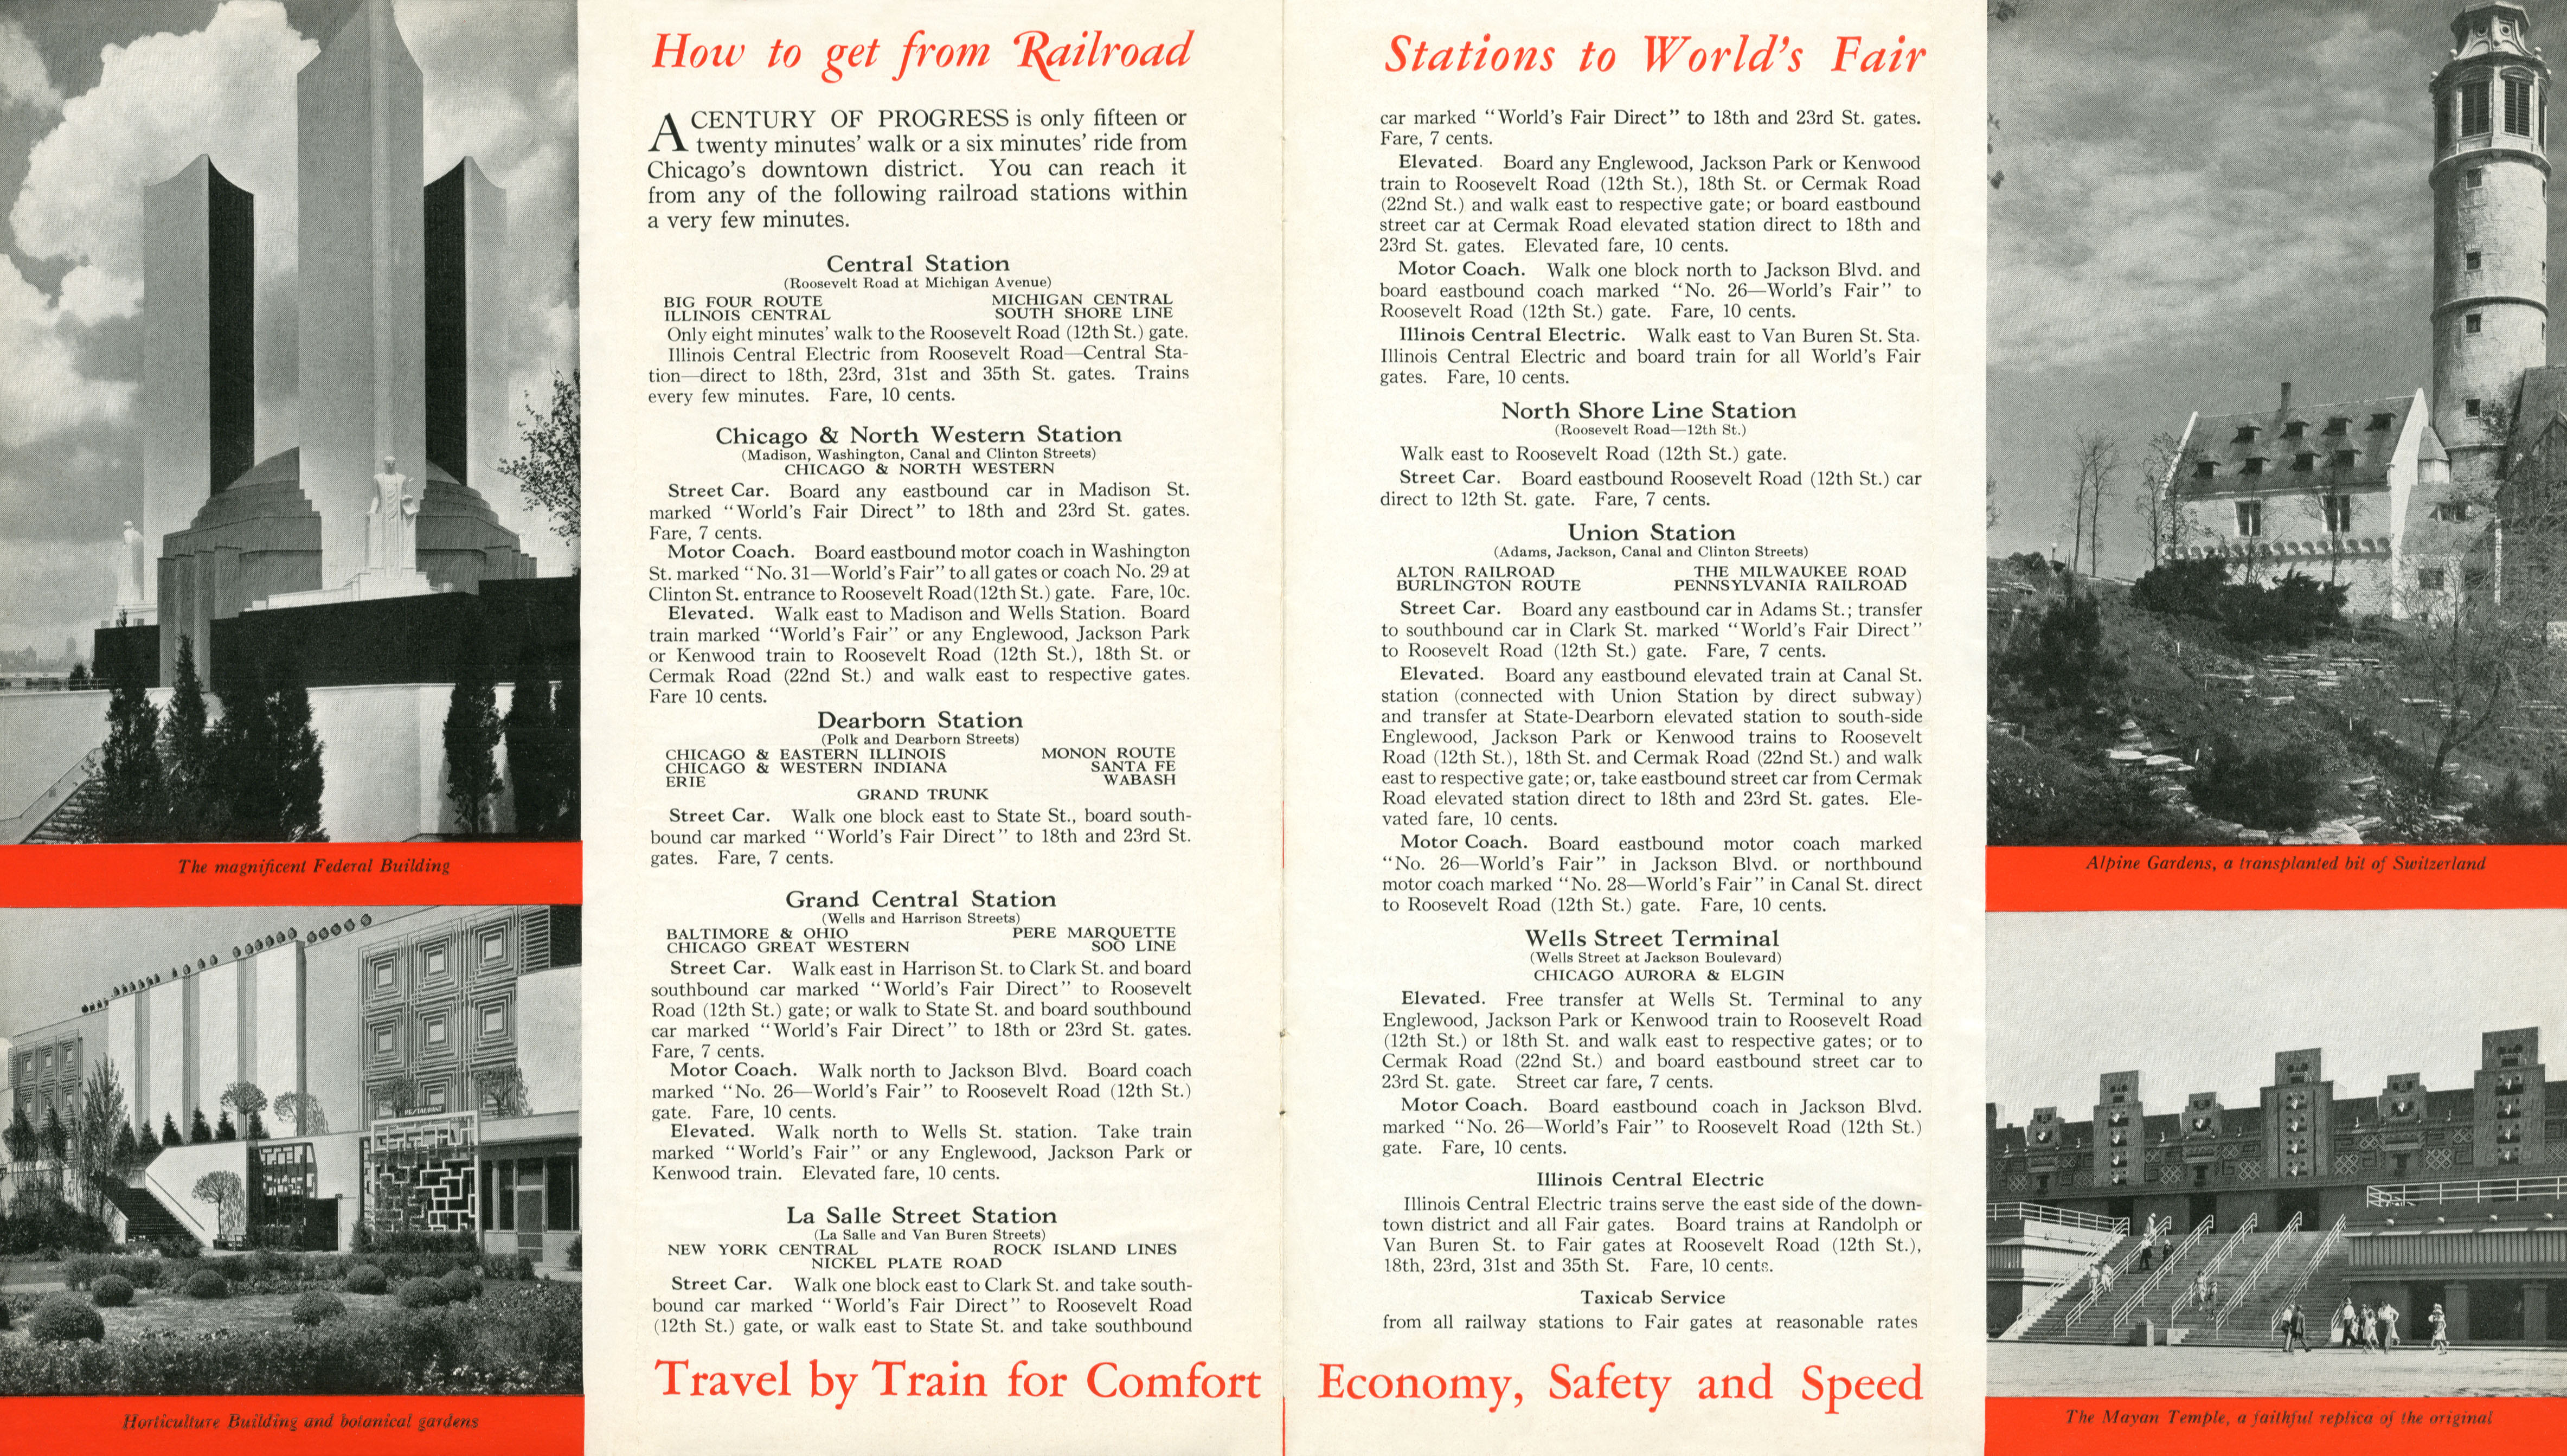 How to get from Railroad
A CENTURY OF PROGRESS is only fifteen or
twenty minutes' walk or a six minutes' ride from
Chicago's downtown district. You can reach it
from any of the following railroad stations within
a very few minutes.
Central Station
(Roosevelt Road at Michigan Avenue)
BIG FOUR ROUTE MICHIGAN CENTRAL
ILLINOIS CENTRAL SOUTH SHORE LINE
Only eight minutes' walk to the Roosevelt Road (12th St.) gate.
Illinois Central Electric from Roosevelt Road—Central Sta-
tion—direct to 18th, 23rd, 31st and 35th St. gates. Trains
every few minutes. Fare, 10 cents.
Chicago & North Western Station
(Madison, Washington, Canal and Clinton Streets)
CHICAGO & NORTH WESTERN
Street Car. Board any eastbound car in Madison St.
marked "World's Fair Direct" to 18th and 23rd St. gates.
Fare, 7 cents.
Motor Coach. Board eastbound motor coach in Washington
St. marked "No. 31—World's Fair" to all gates or coach No. 29 at
Clinton St. entrance to Roosevelt Road (12th St.) gate. Fare, 10c.
Elevated. Walk east to Madison and Wells Station. Board
train marked "World's Fair" or any Englewood, Jackson Park
or Kenwood train to Roosevelt Road (12th St.), 18th St. or
Cermak Road (22nd St.) and walk east to respective gates.
Fare 10 cents.
Dearborn Station
(Polk and Dearborn Streets)
CHICAGO & EASTERN ILLINOIS MONON ROUTE
CHICAGO & WESTERN INDIANA SANTA FE
ERIE WABASH
GRAND TRUNK
Street Car. Walk one block east to State St., board south-
bound car marked "World's Fair Direct" to 18th and 23rd St.
gates. Fare, 7 cents.
Grand Central Station
(Wells and Harrison Streets)
BALTIMORE & OHIO PERE MARQUETTE
CHICAGO GREAT WESTERN SOO LINE
Street Car. Walk east in Harrison St. to Clark St. and board
southbound car marked "World's Fair Direct" to Roosevelt
Road (12th St.) gate; or walk to State St. and board southbound
car marked "World's Fair Direct" to 18th or 23rd St. gates.
Fare, 7 cents.
Motor Coach. Walk north to Jackson Blvd. Board coach
marked "No. 26—World's Fair" to Roosevelt Road (12th St.)
gate. Fare, 10 cents.
Elevated. Walk north to Wells St. station. Take train
marked "World's Fair" or any Englewood, Jackson Park or
Kenwood train. Elevated fare, 10 cents.
La Salle Street Station
(La Salle and Van Buren Streets)
NEW YORK CENTRAL ROCK ISLAND LINES
NICKEL PLATE ROAD
Street Car. Walk one block east to Clark St. and take south-
bound car marked "World's Fair Direct" to Roosevelt Road
(12th St.) gate, or walk east to State St. and take southbound
Travel by Train for Comfort
Stations to World's Fair
car marked "World's Fair Direct" to 18th and 23rd St. gates.
Fare, 7 cents.
Elevated. Board any Englewood, Jackson Park or Kenwood
train to Roosevelt Road (12th St.), 18th St. or Cermak Road
(22nd St.) and walk east to respective gate; or board eastbound
street car at Cermak Road elevated station direct to 18th and
23rd St. gates. Elevated fare, 10 cents.
Motor Coach. Walk one block north to Jackson Blvd. and
board eastbound coach marked "No. 26—World's Fair" to
Roosevelt Road (12th St.) gate. Fare, 10 cents.
Illinois Central Electric. Walk east to Van Buren St. Sta.
Illinois Central Electric and board train for all World's Fair
gates. Fare, 10 cents.
North Shore Line Station
(Roosevelt Road—12th St.)
Walk east to Roosevelt Road (12th St.) gate.
Street Car. Board eastbound Roosevelt Road (12th St.) car
direct to 12th St. gate. Fare, 7 cents.
Union Station
(Adams, Jackson, Canal and Clinton Streets)
ALTON RAILROAD THE MILWAUKEE ROAD
BURLINGTON ROUTE PENNSYLVANIA RAILROAD
Street Car. Board any eastbound car in Adams St.; transfer
to southbound car in Clark St. marked "World's Fair Direct"
to Roosevelt Road (12th St.) gate. Fare, 7 cents.
Elevated. Board any eastbound elevated train at Canal St.
station (connected with Union Station by direct subway)
and transfer at State-Dearborn elevated station to south-side
Englewood, Jackson Park or Kenwood trains to Roosevelt
Road (12th St.), 18th St. and Cermak Road (22nd St.) and walk
east to respective gate; or, take eastbound street car from Cermak
Road elevated station direct to 18th and 23rd St. gates. Ele-
vated fare, 10 cents.
Motor Coach. Board eastbound motor coach marked
"No. 26—World's Fair" in Jackson Blvd. or northbound
motor coach marked "No. 28—World's Fair" in Canal St. direct
to Roosevelt Road (12th St.) gate. Fare, 10 cents.
Wells Street Terminal
(Wells Street at Jackson Boulevard)
CHICAGO AURORA & ELGIN
Elevated. Free transfer at Wells St. Terminal to any
Englewood, Jackson Park or Kenwood train to Roosevelt Road
(12th St.) or 18th St. and walk east to respective gates; or to
Cermak Road (22nd St.) and board eastbound street car to
23rd St. gate. Street car fare, 7 cents.
Motor Coach. Board eastbound coach in Jackson Blvd.
marked "No. 26—World's Fair" to Roosevelt Road (12th St.)
gate. Fare, 10 cents.
Illinois Central Electric
Illinois Central Electric trains serve the east side of the down-
town district and all Fair gates. Board trains at Randolph or
Van Buren St. to Fair gates at Roosevelt Road (12th St.),
18th, 23rd, 31st and 35th St. Fare, 10 cents.
Taxicab Service
from all railway stations to Fair gates at reasonable rates
Economy, Safety and Speed
The magnificent Federal Building
RESTAURANT
Horticulture Building and botanical gardens
Alpine Gardens, a transplanted bit of Switzerland
The Mayan Temple, a faithful replica of the original